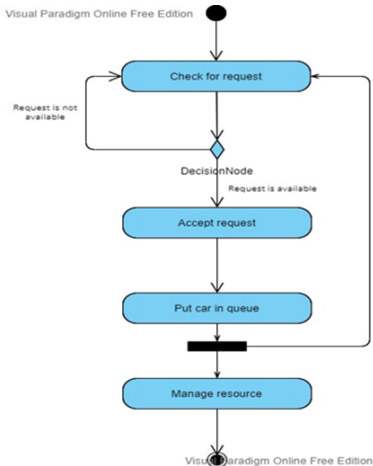 Visual Paradigm Online Free Edition
Check for request
Request is not
available
DecisionNode
Request is available
Accept request
Put car in queue
Manage resource
Visual Paradigm Online Free Edition